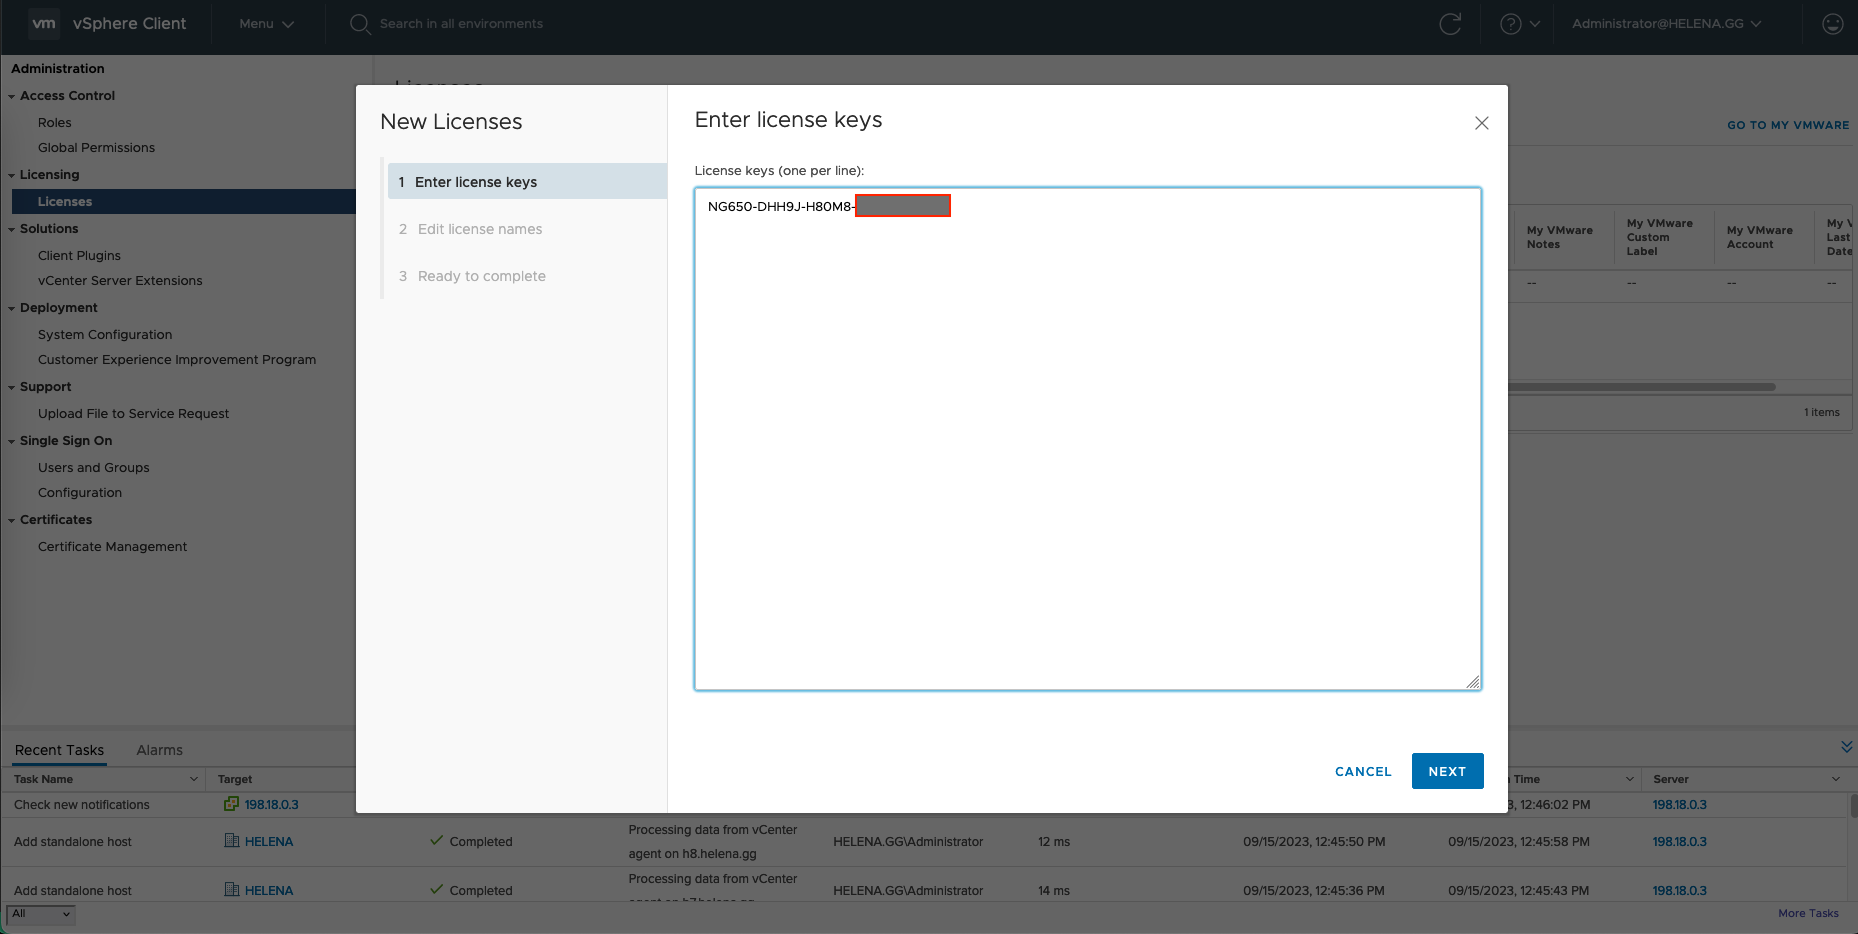 vm vSphere Client Menu Search in all environments Administrator@HELENA.GG
Administration
Access Control
Roles
Global Permissions
Licensing
Licenses
Solutions
Client Plugins
vCenter Server Extensions
Deployment
System Configuration
Customer Experience Improvement Program
Support
Upload File to Service Request
Single Sign On
Users and Groups
Configuration
Certificates
Certificate Management
GO TO MY VMWARE
My VMware Notes
My VMware Custom Label
My VMware Account
Last
Date
-- -- -- --
1 items
New Licenses
1 Enter license keys
2 Edit license names
3 Ready to complete
Enter license keys
License keys (one per line):
NG650-DHH9J-H80M8-
CANCEL NEXT
Recent Tasks Alarms
Task Name Target Time Server
Check new notifications 198.18.0.3 12:46:02 PM 198.18.0.3
Add standalone host HELENA Completed Processing data from vCenter agent on h8.helena.gg HELENA.GG\Administrator 12 ms 09/15/2023, 12:45:50 PM 09/15/2023, 12:45:58 PM 198.18.0.3
Add standalone host HELENA Completed Processing data from vCenter HELENA.GG\Administrator 14 ms 09/15/2023, 12:45:36 PM 09/15/2023, 12:45:43 PM 198.18.0.3
All More Tasks